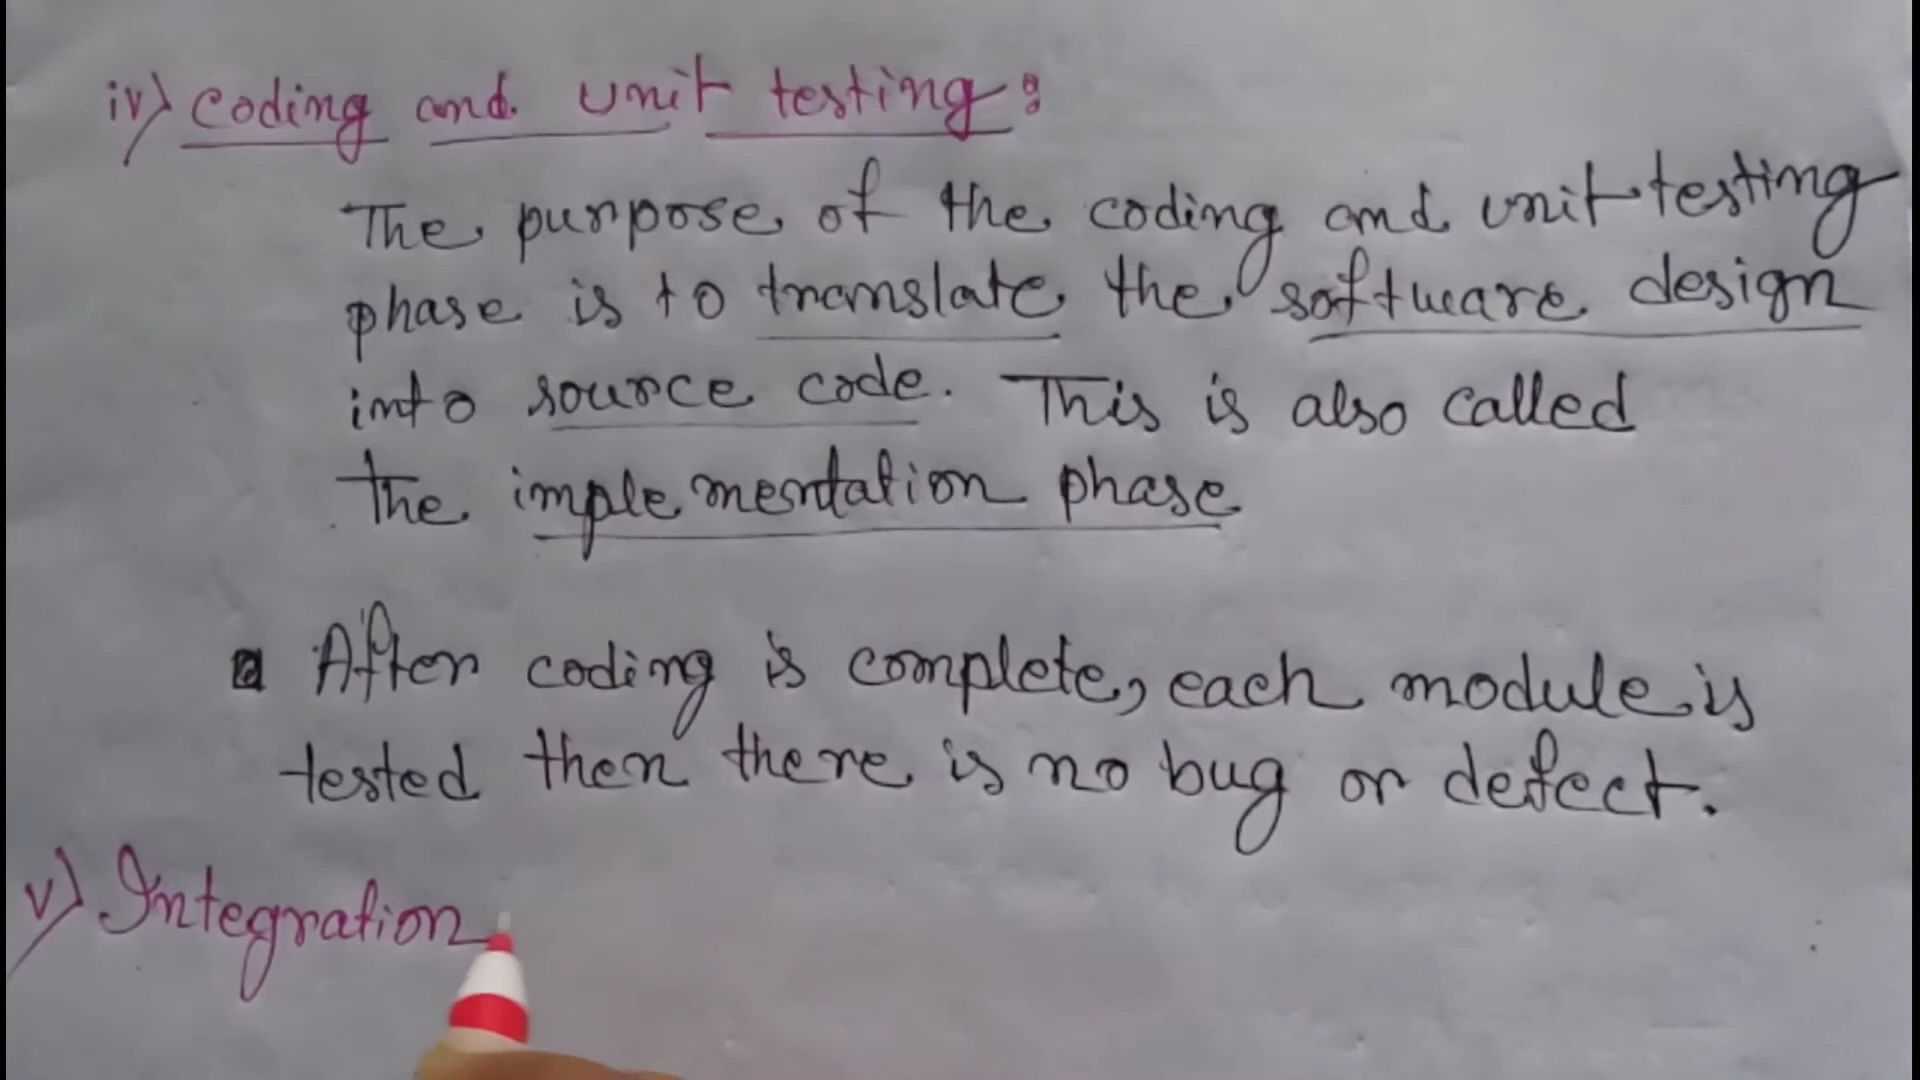 iv) Coding and unit testing:
The purpose of the coding and unit testing
phase is to translate the software design
into source code. This is also called
the implementation phase
After coding is complete, each module is
tested then there is no bug or defect.
v) Integration